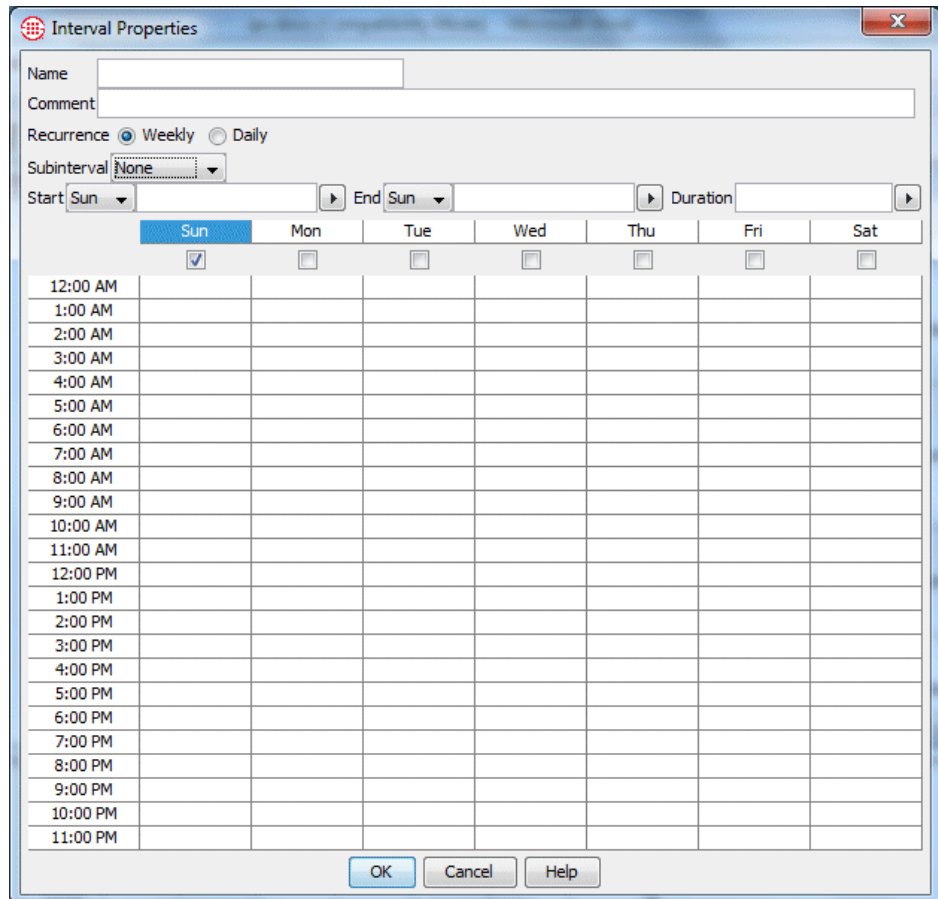 Interval Properties
Name
Comment
Recurrence Weekly Daily
Subinterval None
Start Sun End Sun Duration
Sun Mon Tue Wed Thu Fri Sat
12:00 AM
1:00 AM
2:00 AM
3:00 AM
4:00 AM
5:00 AM
6:00 AM
7:00 AM
8:00 AM
9:00 AM
10:00 AM
11:00 AM
12:00 PM
1:00 PM
2:00 PM
3:00 PM
4:00 PM
5:00 PM
6:00 PM
7:00 PM
8:00 PM
9:00 PM
10:00 PM
11:00 PM
OK Cancel Help